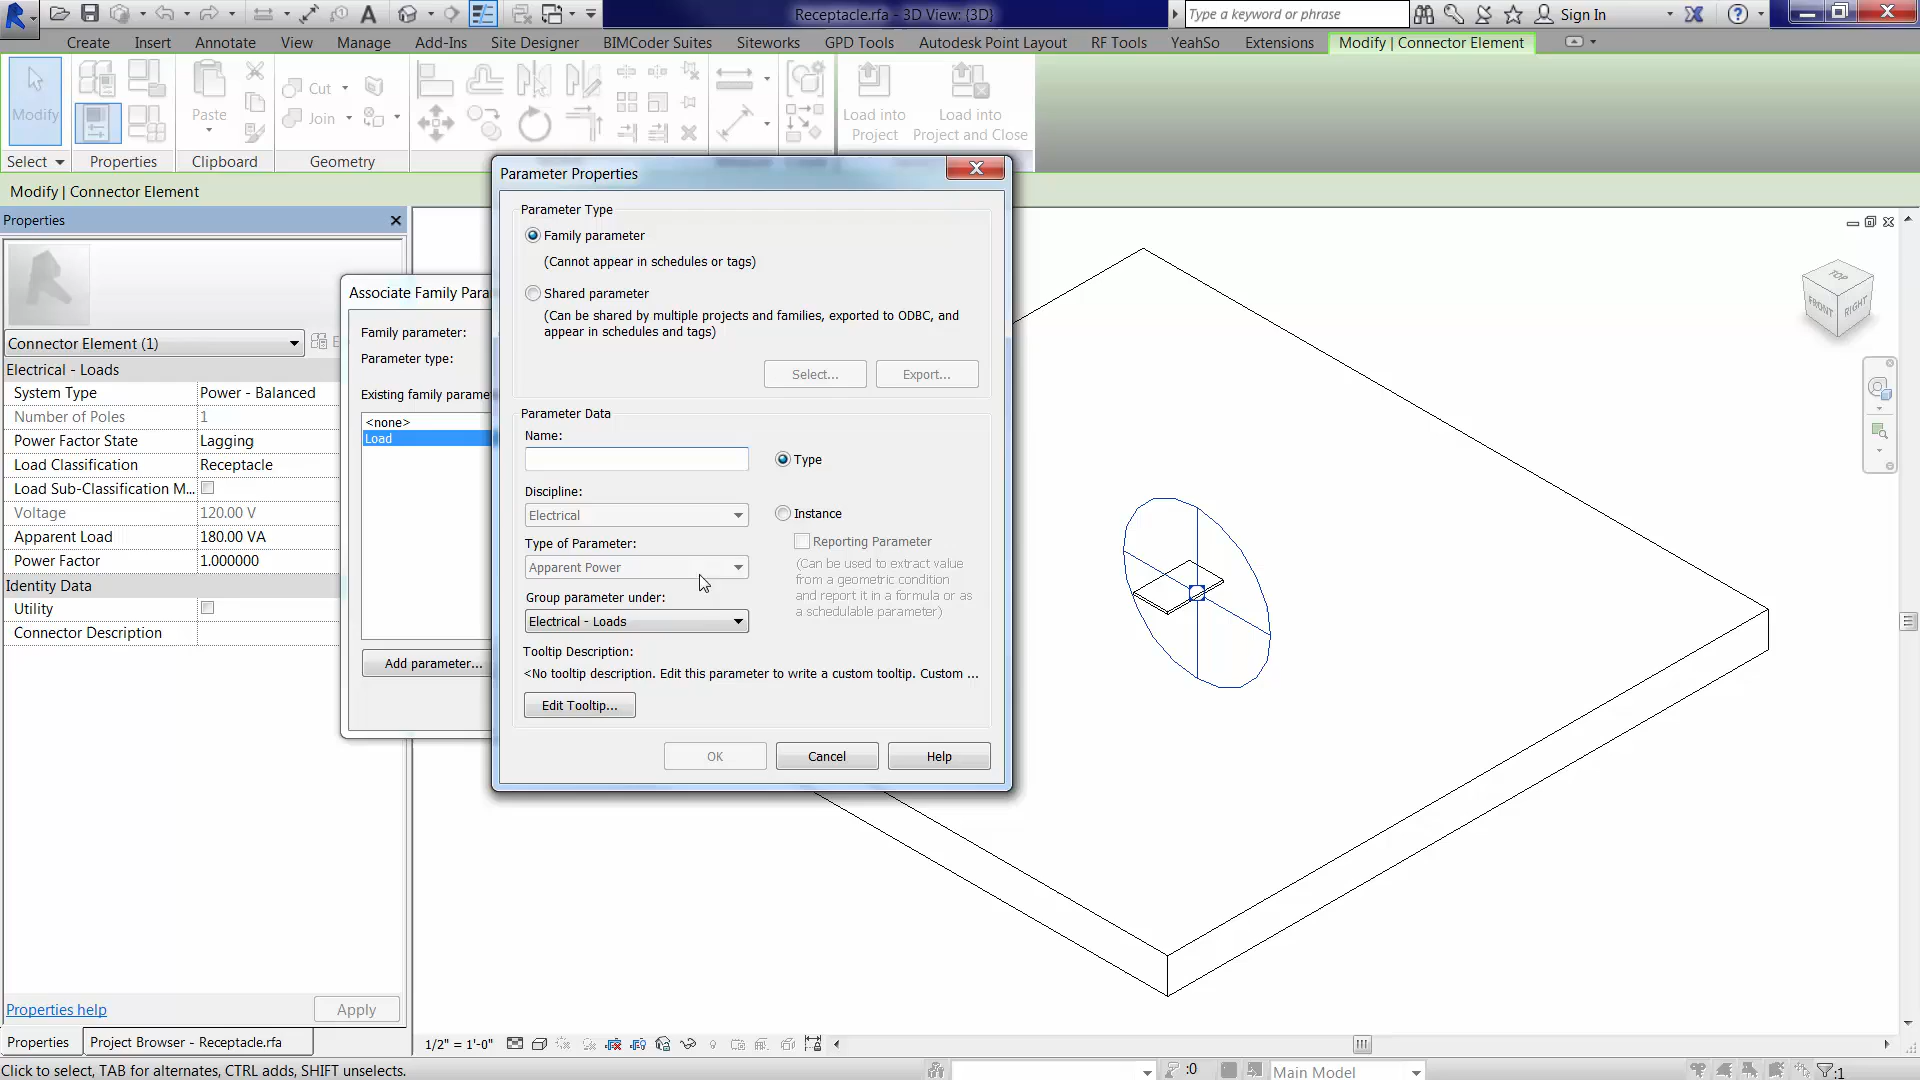 Receptacle.rfa - 3D View: {3D}
Type a keyword or phrase
Sign In
Create
Insert
Annotate
View
Manage
Add-Ins
Site Designer
BIMCoder Suites
Siteworks
GPD Tools
Autodesk Point Layout
RF Tools
YeahSo
Extensions
Modify | Connector Element
Modify
Paste
Cut
Join
Load into
Project
Load into
Project and Close
Select
Properties
Clipboard
Geometry
Modify | Connector Element
Properties
Connector Element (1)
Electrical - Loads
System Type
Power - Balanced
Number of Poles
1
Power Factor State
Lagging
Load Classification
Receptacle
Load Sub-Classification M...
Voltage
120.00 V
Apparent Load
180.00 VA
Power Factor
1.000000
Identity Data
Utility
Connector Description
Properties help
Apply
Properties
Project Browser - Receptacle.rfa
Associate Family Para
Family parameter:
Parameter type:
Existing family parame
<none>
Load
Add parameter...
Parameter Properties
Parameter Type
Family parameter
(Cannot appear in schedules or tags)
Shared parameter
(Can be shared by multiple projects and families, exported to ODBC, and
appear in schedules and tags)
Select...
Export...
Parameter Data
Name:
Type
Discipline:
Electrical
Instance
Type of Parameter:
Reporting Parameter
Apparent Power
(Can be used to extract value
from a geometric condition
and report it in a formula or as
a schedulable parameter)
Group parameter under:
Electrical - Loads
Tooltip Description:
<No tooltip description. Edit this parameter to write a custom tooltip. Custom ...
Edit Tooltip...
OK
Cancel
Help
TOP
FRONT
RIGHT
1/2" = 1'-0"
Click to select, TAB for alternates, CTRL adds, SHIFT unselects.
:0
Main Model
:1